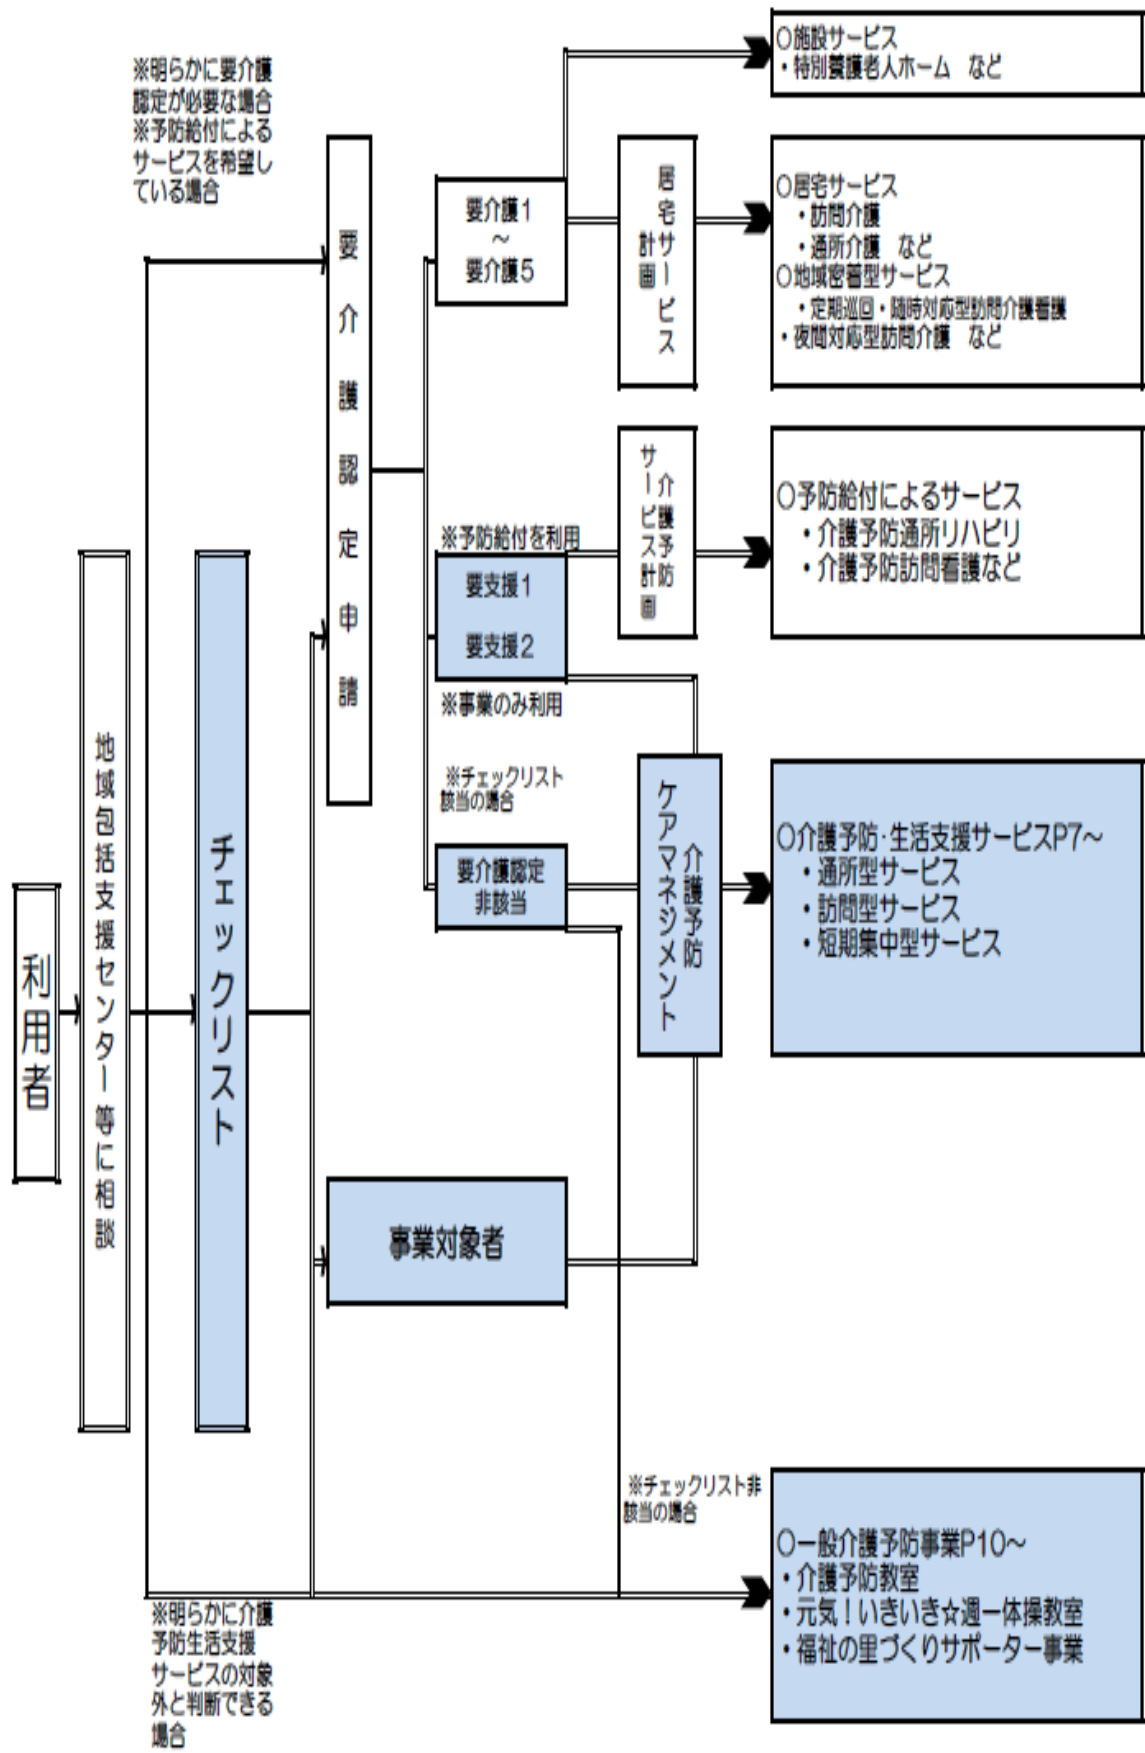 利用者
地域包括支援センター等に相談
※明らかに要介護
認定が必要な場合
※予防給付による
サービスを希望し
ている場合
チェックリスト
※明らかに介護
予防生活支援
サービスの対象
外と判断できる
場合
要介護認定申請
事業対象者
要介護1
～
要介護5
※予防給付を利用
要支援1
要支援2
※事業のみ利用
※チェックリスト
該当の場合
要介護認定
非該当
居宅サービス
計画
介護予防
サービス計画
介護予防
ケアマネジメント
※チェックリスト非
該当の場合
○施設サービス
・特別養護老人ホーム など
○居宅サービス
・訪問介護
・通所介護 など
○地域密着型サービス
・定期巡回・随時対応型訪問介護看護
・夜間対応型訪問介護 など
○予防給付によるサービス
・介護予防通所リハビリ
・介護予防訪問看護など
○介護予防・生活支援サービスP7～
・通所型サービス
・訪問型サービス
・短期集中型サービス
○一般介護予防事業P10～
・介護予防教室
・元気！いきいき☆週一体操教室
・福祉の里づくりサポーター事業